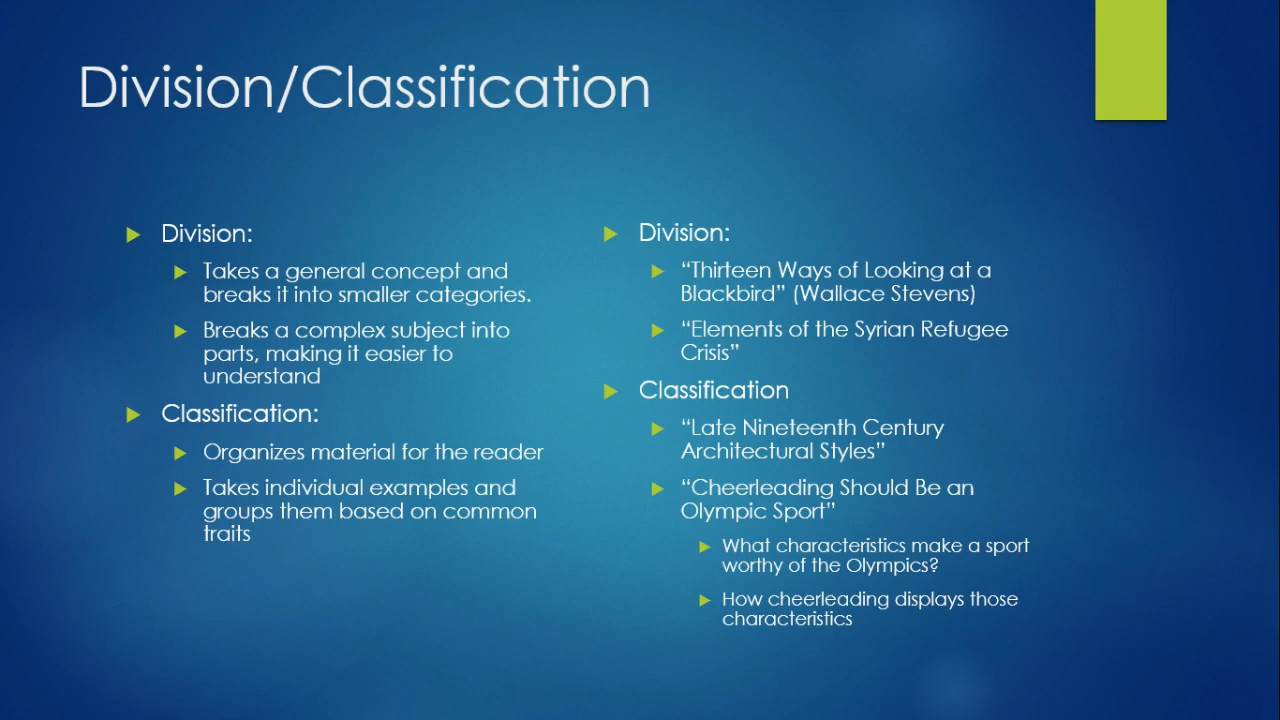 Division/Classification
Division:
Takes a general concept and
breaks it into smaller categories.
Breaks a complex subject into
parts, making it easier to
understand
Classification:
Organizes material for the reader
Takes individual examples and
groups them based on common
traits
Division:
“Thirteen Ways of Looking at a
Blackbird” (Wallace Stevens)
“Elements of the Syrian Refugee
Crisis”
Classification
“Late Nineteenth Century
Architectural Styles”
“Cheerleading Should Be an
Olympic Sport”
What characteristics make a sport
worthy of the Olympics?
How cheerleading displays those
characteristics